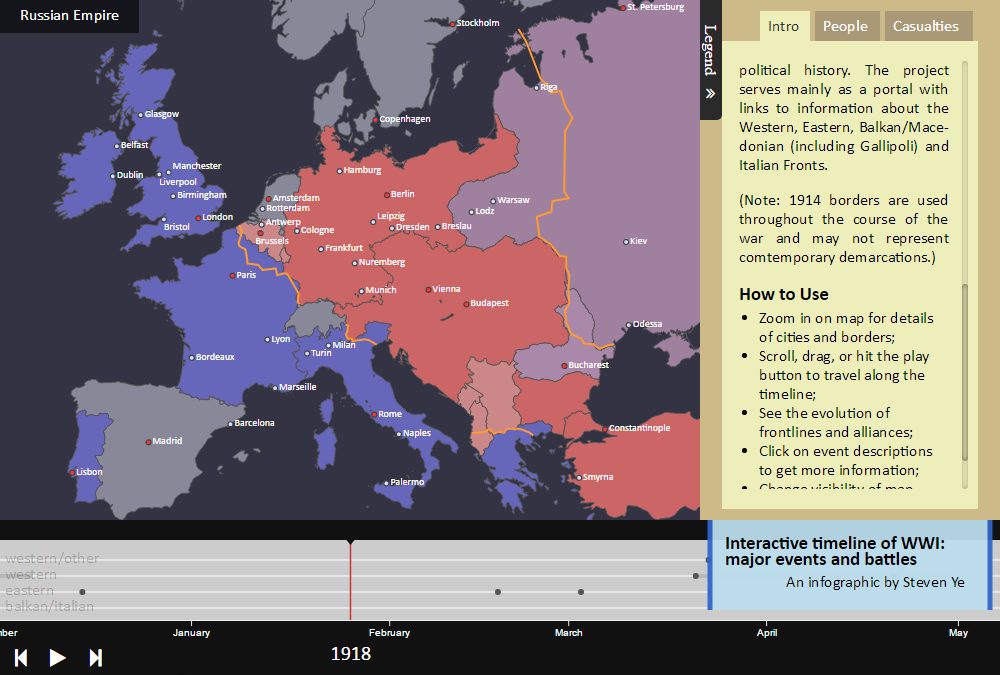 Russian Empire
Stockholm
St. Petersburg
Riga
Glasgow
Copenhagen
Belfast
Manchester
Dublin
Liverpool
Hamburg
Birmingham
Berlin
Amsterdam
Rotterdam
Warsaw
Lodz
London
Leipzig
Bristol
Antwerp
Cologne
Dresden
Breslau
Brussels
Kiev
Frankfurt
Nuremberg
Paris
Munich
Vienna
Budapest
Odessa
Lyon
Milan
Turin
Bordeaux
Bucharest
Marseille
Rome
Barcelona
Constantinople
Naples
Madrid
Lisbon
Smyrna
Palermo
Legend
»
Intro
People
Casualties
political history. The project
serves mainly as a portal with
links to information about the
Western, Eastern, Balkan/Mace-
donian (including Gallipoli) and
Italian Fronts.
(Note: 1914 borders are used
throughout the course of the
war and may not represent
comtemporary demarcations.)
How to Use
• Zoom in on map for details
of cities and borders;
• Scroll, drag, or hit the play
button to travel along the
timeline;
• See the evolution of
frontlines and alliances;
• Click on event descriptions
to get more information;
• Change visibility of map
Interactive timeline of WWI:
major events and battles
An infographic by Steven Ye
western/other
western
eastern
balkan/italian
mber
January
February
March
April
May
1918